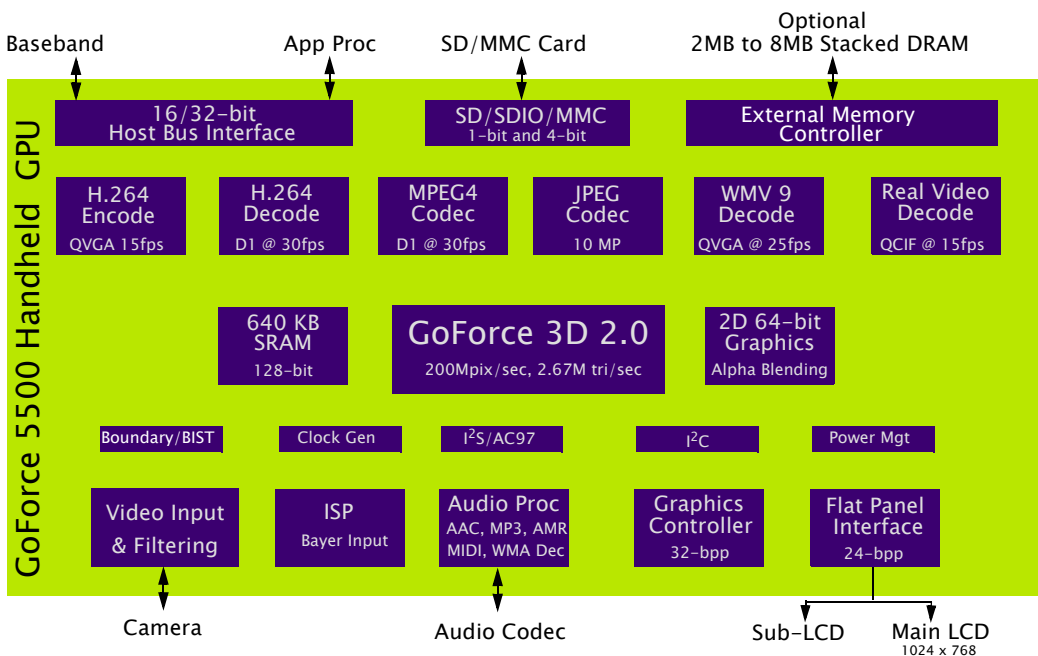 Optional
Baseband
App Proc
SD/MMC Card
2MB to 8MB Stacked DRAM
GoForce 5500 Handheld GPU
16/32-bit
Host Bus Interface
SD/SDIO/MMC
1-bit and 4-bit
External Memory
Controller
H.264
Encode
QVGA 15fps
H.264
Decode
D1 @ 30fps
MPEG4
Codec
D1 @ 30fps
JPEG
Codec
10 MP
WMV 9
Decode
QVGA @ 25fps
Real Video
Decode
QCIF @ 15fps
640 KB
SRAM
128-bit
GoForce 3D 2.0
200Mpix/sec, 2.67M tri/sec
2D 64-bit
Graphics
Alpha Blending
Boundary/BIST
Clock Gen
I²S/AC97
I²C
Power Mgt
Video Input
& Filtering
ISP
Bayer Input
Audio Proc
AAC, MP3, AMR
MIDI, WMA Dec
Graphics
Controller
32-bpp
Flat Panel
Interface
24-bpp
Camera
Audio Codec
Sub-LCD
Main LCD
1024 x 768